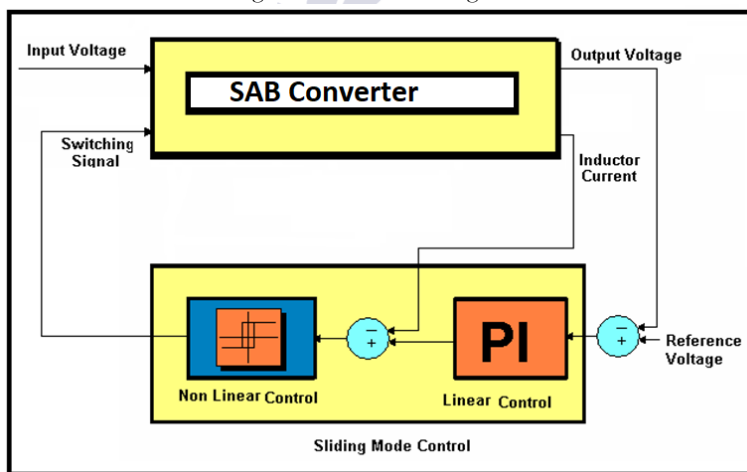 Input Voltage
Output Voltage
SAB Converter
Switching
Signal
Inductor
Current
PI
Reference
Voltage
Non Linear Control
Linear Control
Sliding Mode Control